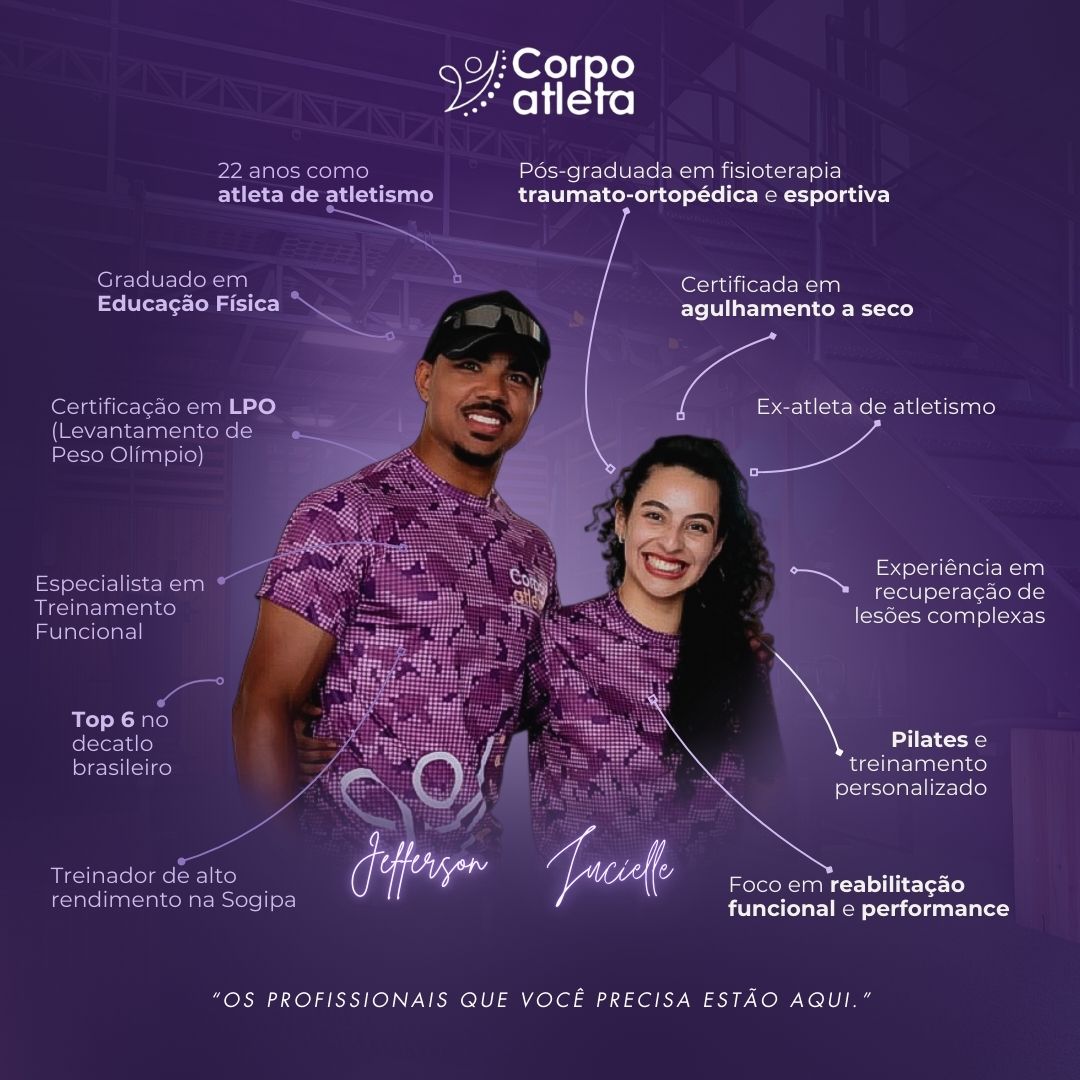 Corpo
atleta
22 anos como
atleta de atletismo
Pós-graduada em fisioterapia
traumato-ortopédica e esportiva
Graduado em
Educação Física
Certificada em
agulhamento a seco
Certificação em LPO
(Levantamento de
Peso Olímpio)
Ex-atleta de atletismo
Especialista em
Treinamento
Funcional
Experiência em
recuperação de
lesões complexas
Top 6 no
decatlo
brasileiro
Pilates e
treinamento
personalizado
Treinador de alto
rendimento na Sogipa
Foco em reabilitação
funcional e performance
Corpo
atleta
Jefferson
Lucielle
“OS PROFISSIONAIS QUE VOCÊ PRECISA ESTÃO AQUI.”